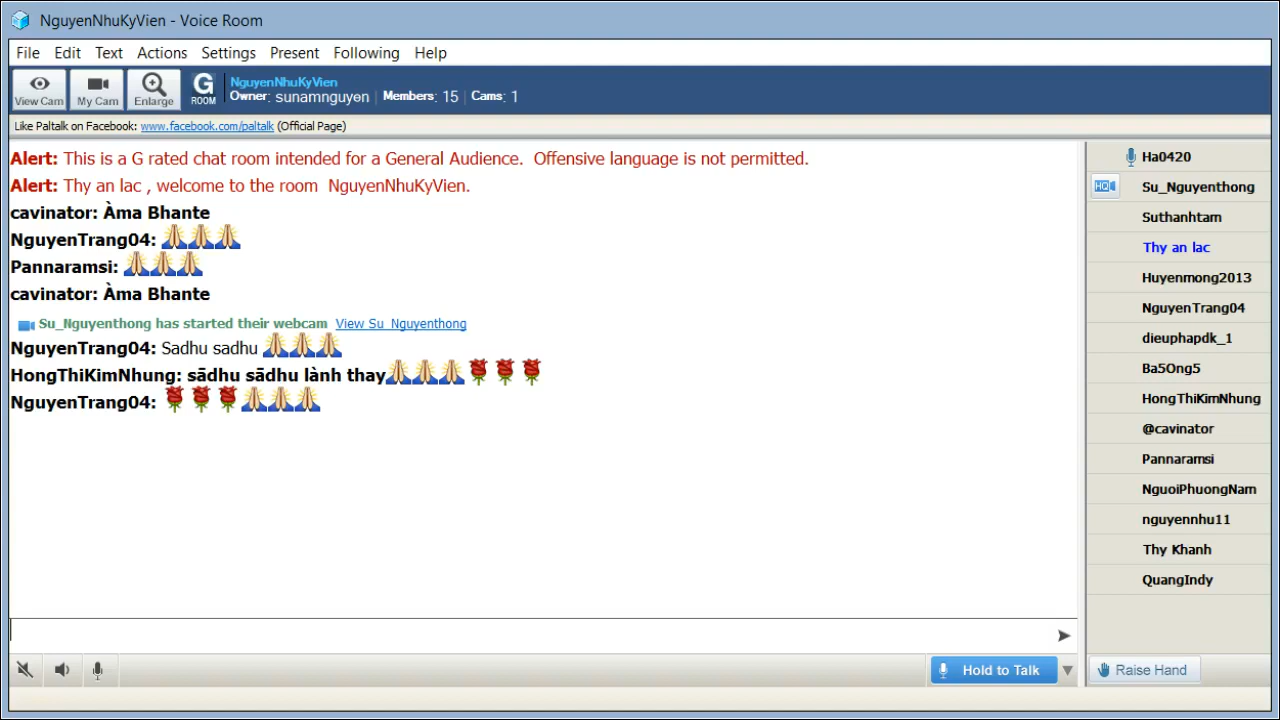 NguyenNhuKyVien - Voice Room
File Edit Text Actions Settings Present Following Help
View Cam
My Cam
Enlarge
G ROOM
NguyenNhuKyVien
Owner: sunamnguyen | Members: 15 | Cams: 1
Like Paltalk on Facebook: www.facebook.com/paltalk (Official Page)
Alert: This is a G rated chat room intended for a General Audience. Offensive language is not permitted.
Alert: Thy an lac , welcome to the room NguyenNhuKyVien.
cavinator: Àma Bhante
NguyenTrang04: 🙏🙏🙏
Pannaramsi: 🙏🙏🙏
cavinator: Àma Bhante
Su_Nguyenthong has started their webcam View Su_Nguyenthong
NguyenTrang04: Sadhu sadhu 🙏🙏🙏
HongThiKimNhung: sādhu sādhu lành thay🙏🙏🙏🌹🌹🌹
NguyenTrang04: 🌹🌹🌹🙏🙏🙏
Hold to Talk
Ha0420
HQ Su_Nguyenthong
Suthanhtam
Thy an lac
Huyenmong2013
NguyenTrang04
dieuphapdk_1
Ba5Ong5
HongThiKimNhung
@cavinator
Pannaramsi
NguoiPhuongNam
nguyennhu11
Thy Khanh
QuangIndy
Raise Hand